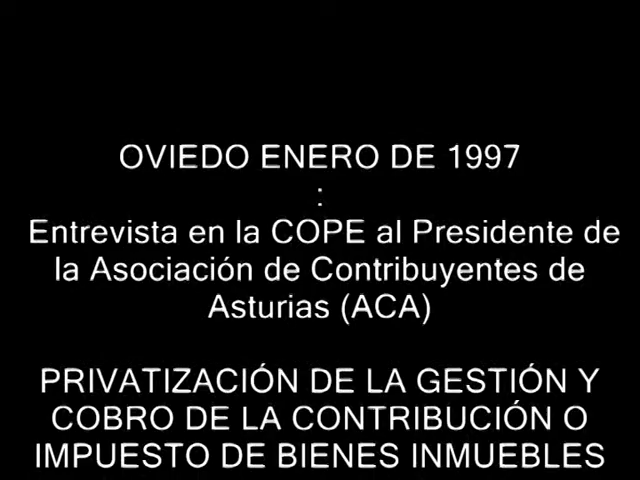 OVIEDO ENERO DE 1997
:
Entrevista en la COPE al Presidente de
la Asociación de Contribuyentes de
Asturias (ACA)
PRIVATIZACIÓN DE LA GESTIÓN Y
COBRO DE LA CONTRIBUCIÓN O
IMPUESTO DE BIENES INMUEBLES